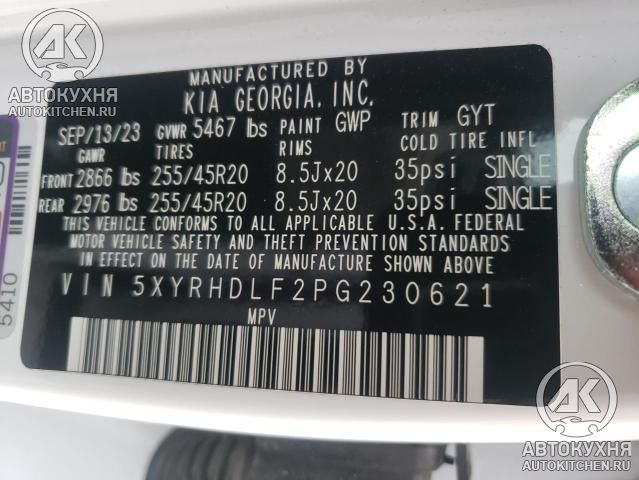 MANUFACTURED BY
KIA GEORGIA, INC.
SEP/13/23 GVWR 5467 lbs PAINT GWP TRIM GYT
GAWR TIRES RIMS COLD TIRE INFL
FRONT 2866 lbs 255/45R20 8.5Jx20 35psi SINGLE
REAR 2976 lbs 255/45R20 8.5Jx20 35psi SINGLE
THIS VEHICLE CONFORMS TO ALL APPLICABLE U.S.A. FEDERAL
MOTOR VEHICLE SAFETY AND THEFT PREVENTION STANDARDS
IN EFFECT ON THE DATE OF MANUFACTURE SHOWN ABOVE
VIN 5XYRHDLF2PG230621
MPV
5410
АК
АВТОКУХНЯ
AUTOKITCHEN.RU
АК
АВТОКУХНЯ
AUTOKITCHEN.RU